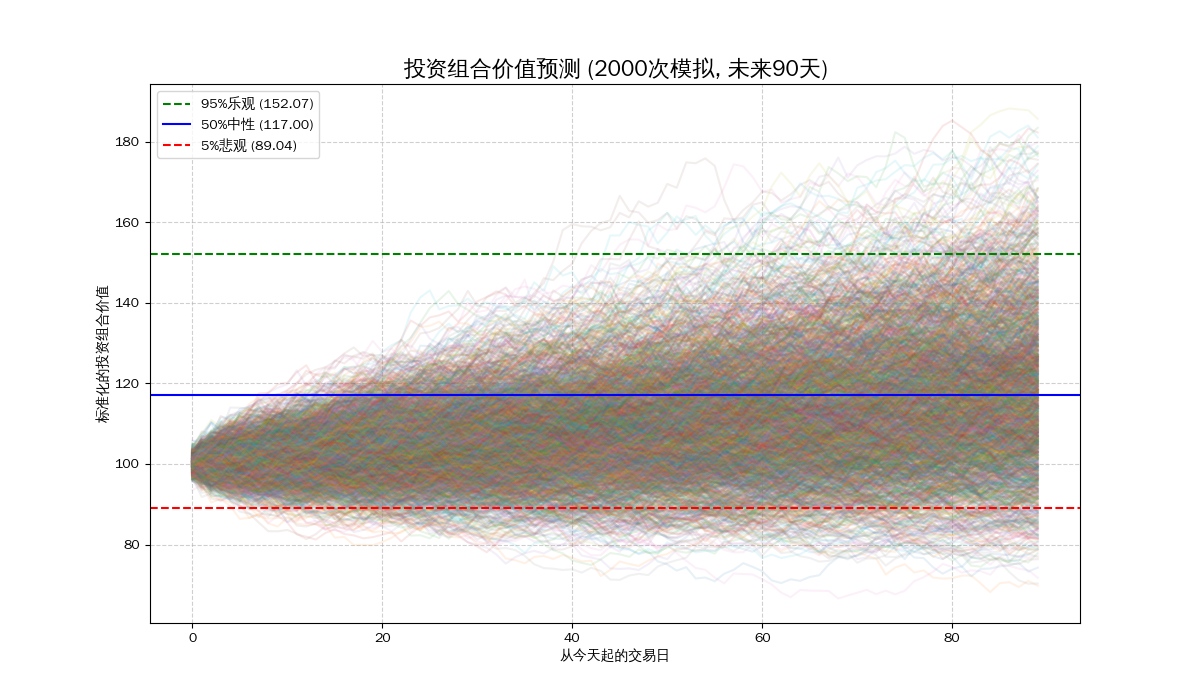 投资组合价值预测 (2000次模拟, 未来90天)
95%乐观 (152.07)
50%中性 (117.00)
5%悲观 (89.04)
标准化的投资组合价值
180
160
140
120
100
80
0 20 40 60 80
从今天起的交易日